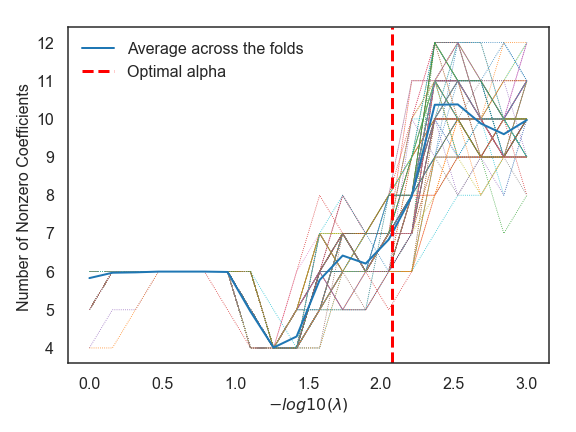 Average across the folds
Optimal alpha
Number of Nonzero Coefficients
12
11
10
9
8
7
6
5
4
0.0 0.5 1.0 1.5 2.0 2.5 3.0
−log10(λ)